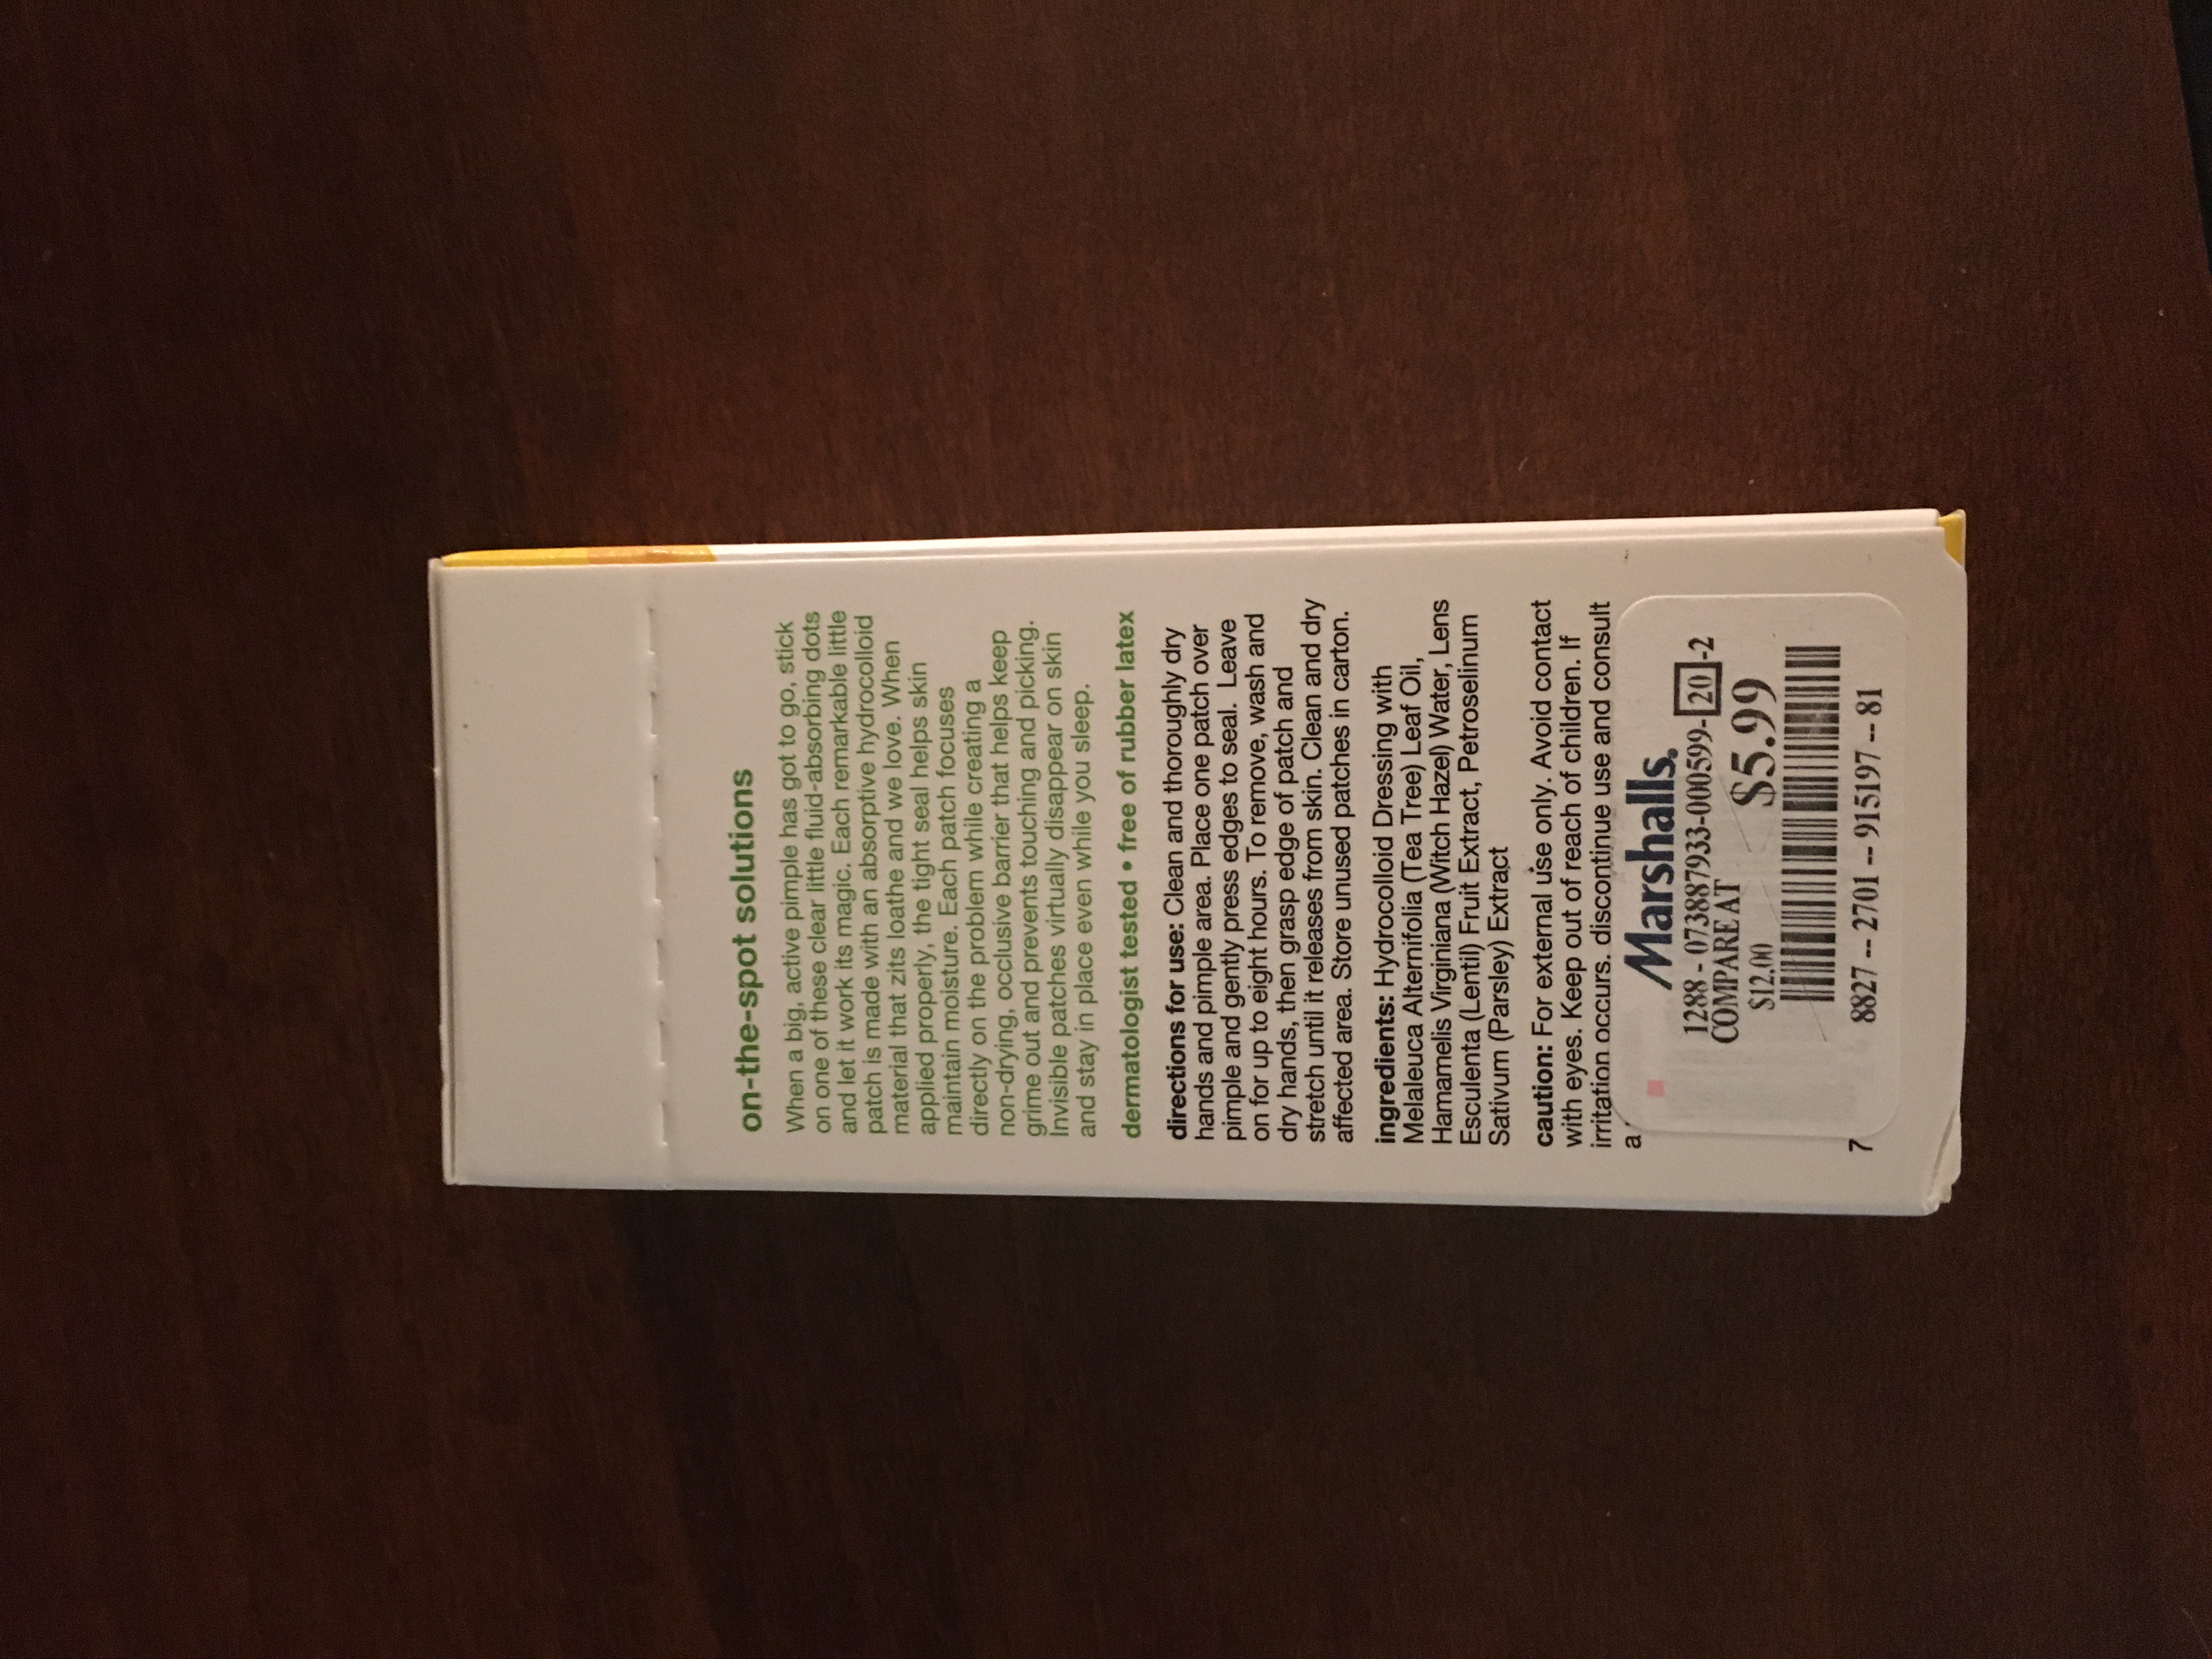 on-the-spot solutions
When a big, active pimple has got to go, stick
on one of these clear little fluid-absorbing dots
and let it work its magic. Each remarkable little
patch is made with an absorptive hydrocolloid
material that zits loathe and we love. When
applied properly, the tight seal helps skin
maintain moisture. Each patch focuses
directly on the problem while creating a
non-drying, occlusive barrier that helps keep
grime out and prevents touching and picking.
Invisible patches virtually disappear on skin
and stay in place even while you sleep.
dermatologist tested • free of rubber latex
directions for use: Clean and thoroughly dry
hands and pimple area. Place one patch over
pimple and gently press edges to seal. Leave
on for up to eight hours. To remove, wash and
dry hands, then grasp edge of patch and
stretch until it releases from skin. Clean and dry
affected area. Store unused patches in carton.
ingredients: Hydrocolloid Dressing with
Melaleuca Alternifolia (Tea Tree) Leaf Oil,
Hamamelis Virginiana (Witch Hazel) Water, Lens
Esculenta (Lentil) Fruit Extract, Petroselinum
Sativum (Parsley) Extract
caution: For external use only. Avoid contact
with eyes. Keep out of reach of children. If
irritation occurs, discontinue use and consult
a
Marshalls.
1288 - 073887933-000599-20-2
COMPARE AT
$12.00 $5.99
7
8827 -- 2701 -- 915197 -- 81